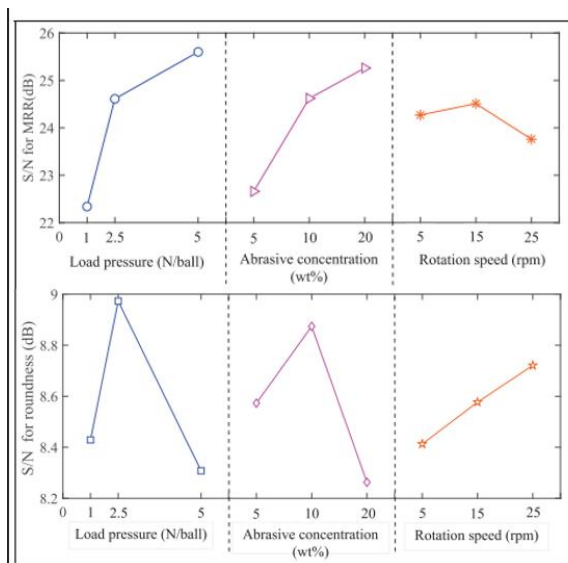 S/N for MRR(dB)
26
25
24
23
22
0 1 2.5 5 5 10 20 5 15 25
Load pressure (N/ball) Abrasive concentration (wt%) Rotation speed (rpm)
S/N for roundness (dB)
9
8.8
8.6
8.4
8.2
0 1 2.5 5 5 10 20 5 15 25
Load pressure (N/ball) Abrasive concentration (wt%) Rotation speed (rpm)